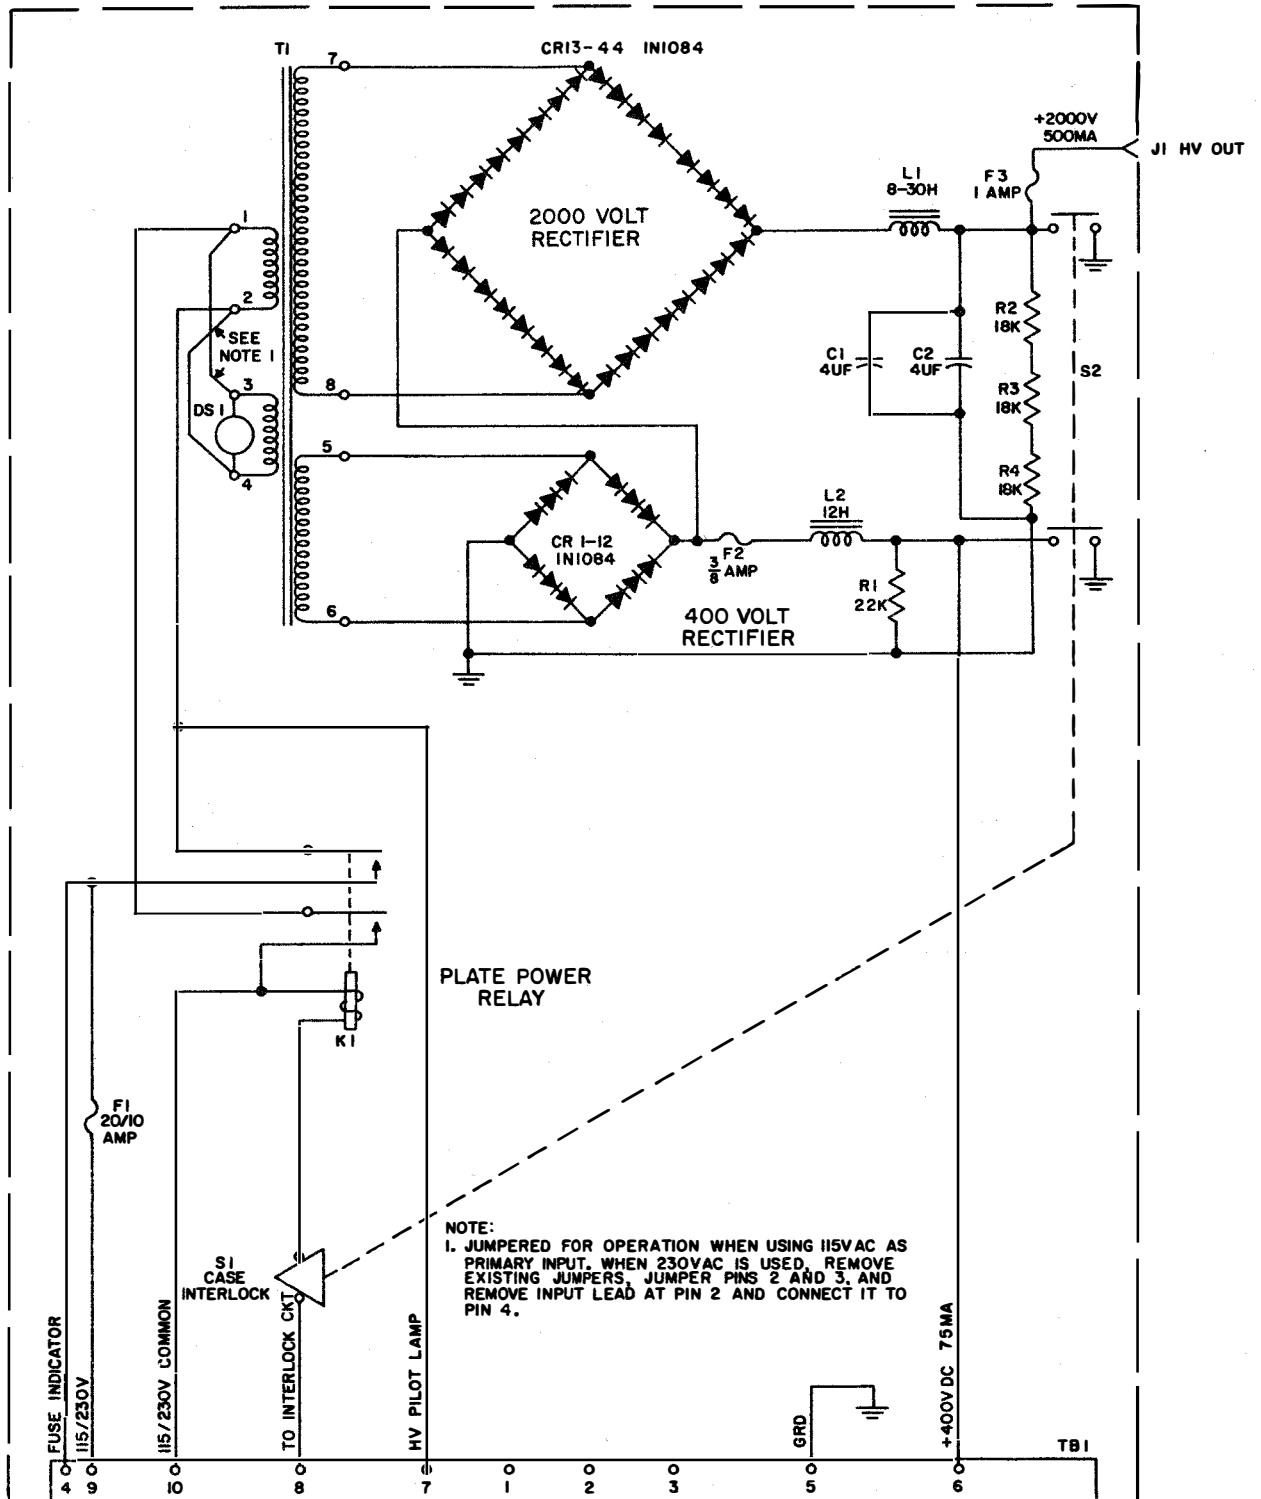 T1
CR13-44 IN1084
7
+2000V
500MA
J1 HV OUT
L1
8-30H
F3
1 AMP
1
2000 VOLT
RECTIFIER
2
SEE
NOTE 1
R2
18K
C1
4UF
C2
4UF
S2
3
8
R3
18K
DS1
5
R4
18K
4
L2
12H
CR 1-12
IN1084
F2
3/8 AMP
R1
22K
6
400 VOLT
RECTIFIER
PLATE POWER
RELAY
K1
F1
20/10
AMP
NOTE:
1. JUMPERED FOR OPERATION WHEN USING 115VAC AS
PRIMARY INPUT. WHEN 230VAC IS USED, REMOVE
EXISTING JUMPERS, JUMPER PINS 2 AND 3, AND
REMOVE INPUT LEAD AT PIN 2 AND CONNECT IT TO
PIN 4.
S1
CASE
INTERLOCK
FUSE INDICATOR
115/230V
115/230V COMMON
TO INTERLOCK CKT
HV PILOT LAMP
GRD
+400VDC 75MA
TB1
4 9 10 8 7 1 2 3 5 6